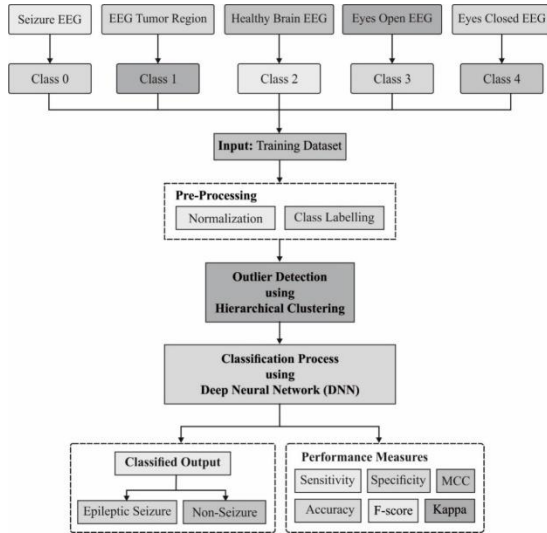 Seizure EEG
EEG Tumor Region
Healthy Brain EEG
Eyes Open EEG
Eyes Closed EEG
Class 0
Class 1
Class 2
Class 3
Class 4
Input: Training Dataset
Pre-Processing
Normalization
Class Labelling
Outlier Detection
using
Hierarchical Clustering
Classification Process
using
Deep Neural Network (DNN)
Classified Output
Epileptic Seizure
Non-Seizure
Performance Measures
Sensitivity
Specificity
MCC
Accuracy
F-score
Kappa